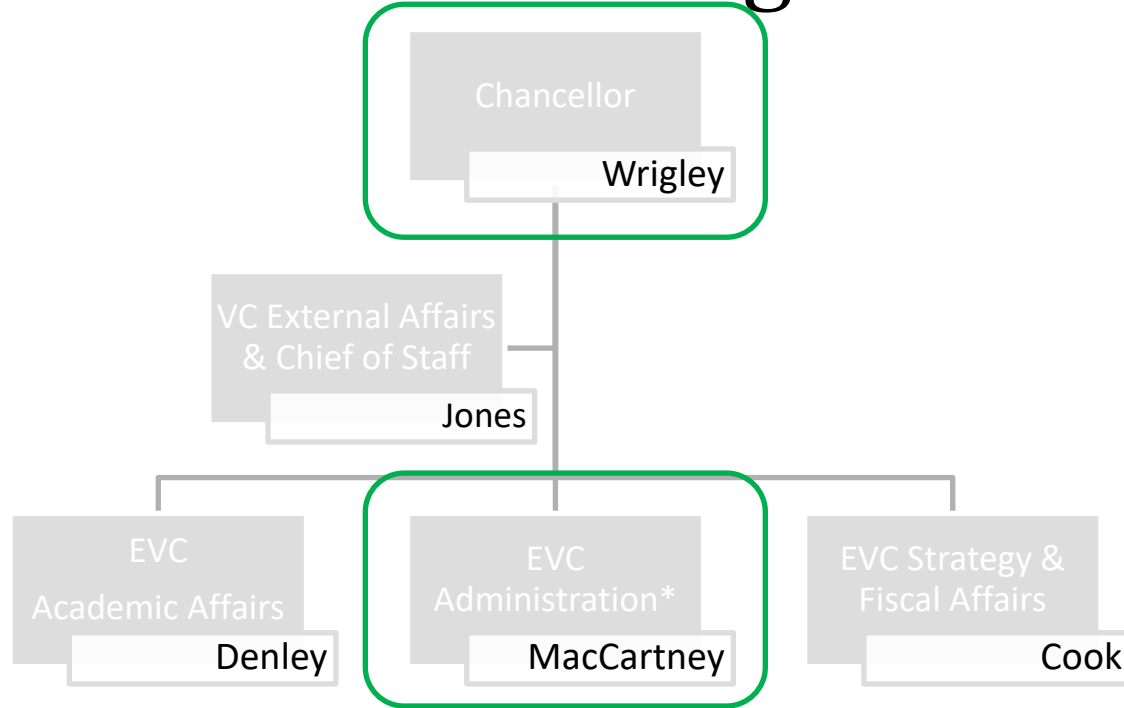 Chancellor
Wrigley
VC External Affairs
& Chief of Staff
Jones
EVC
Academic Affairs
Denley
EVC
Administration*
MacCartney
EVC Strategy &
Fiscal Affairs
Cook